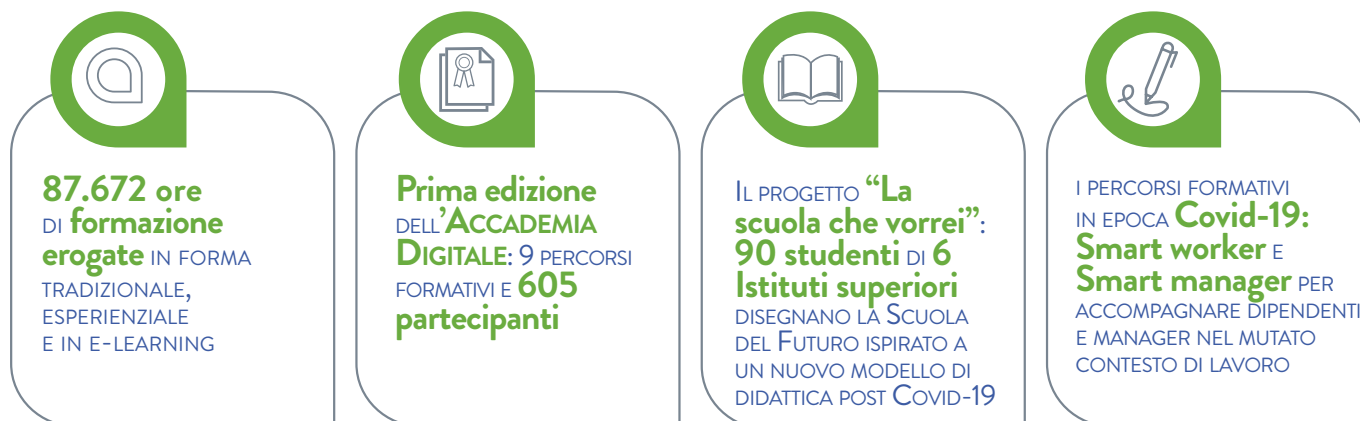 87.672 ore
DI formazione
erogate IN FORMA
TRADIZIONALE,
ESPERIENZIALE
E IN E-LEARNING
Prima edizione
DELL'ACCADEMIA
DIGITALE: 9 PERCORSI
FORMATIVI E 605
partecipanti
IL PROGETTO “La
scuola che vorrei”:
90 studenti DI 6
Istituti superiori
DISEGNANO LA SCUOLA
DEL FUTURO ISPIRATO A
UN NUOVO MODELLO DI
DIDATTICA POST COVID-19
I PERCORSI FORMATIVI
IN EPOCA Covid-19:
Smart worker E
Smart manager PER
ACCOMPAGNARE DIPENDENTI
E MANAGER NEL MUTATO
CONTESTO DI LAVORO